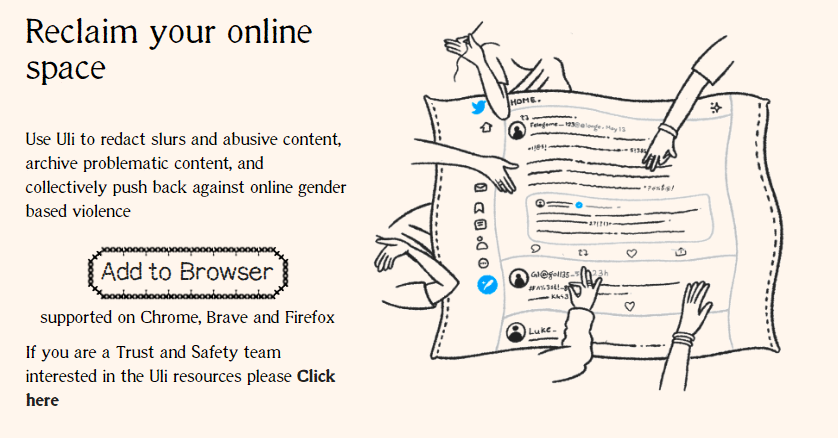 Reclaim your online
space
Use Uli to redact slurs and abusive content,
archive problematic content, and
collectively push back against online gender
based violence
Add to Browser
supported on Chrome, Brave and Firefox
If you are a Trust and Safety team
interested in the Uli resources please Click
here
HOME.
Luke-